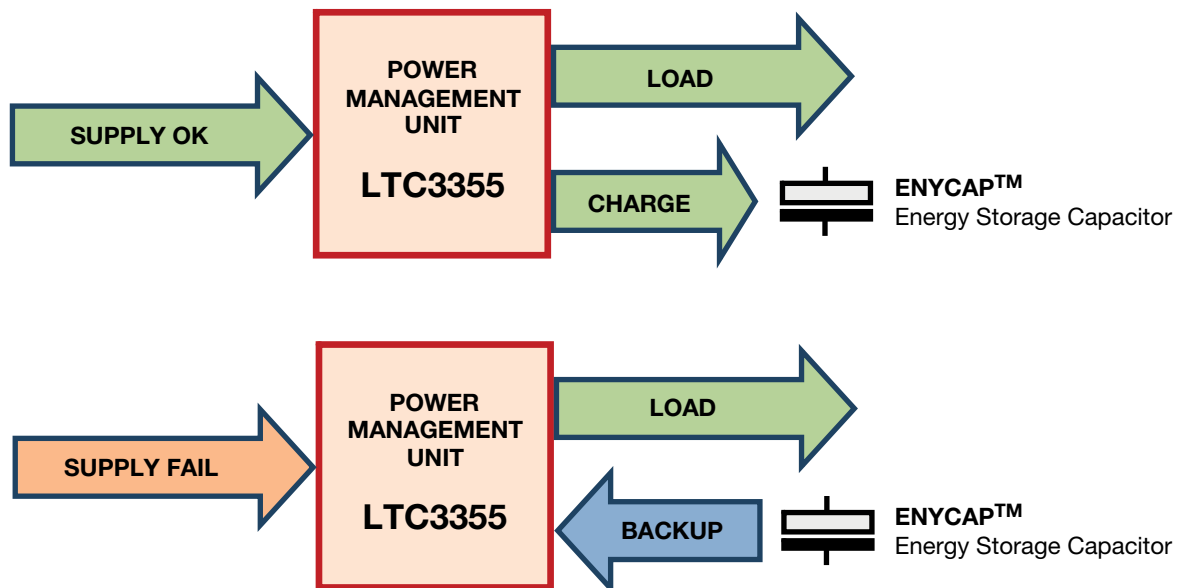 SUPPLY OK
POWER
MANAGEMENT
UNIT
LTC3355
LOAD
CHARGE
ENYCAP™
Energy Storage Capacitor
SUPPLY FAIL
POWER
MANAGEMENT
UNIT
LTC3355
LOAD
BACKUP
ENYCAP™
Energy Storage Capacitor